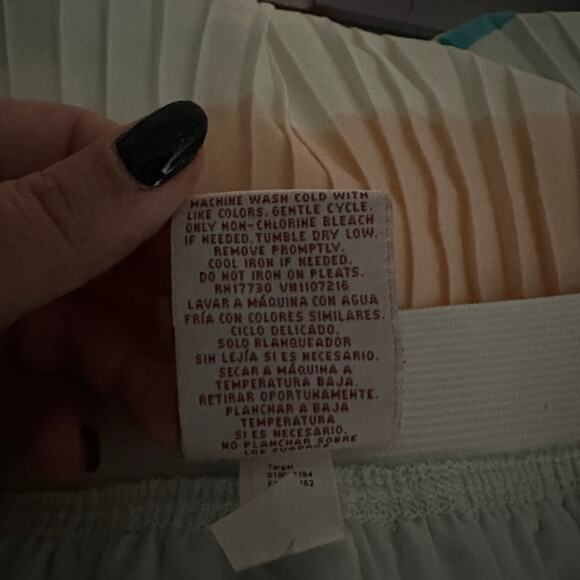 MACHINE WASH COLD WITH
LIKE COLORS. GENTLE CYCLE.
ONLY NON-CHLORINE BLEACH
IF NEEDED. TUMBLE DRY LOW.
REMOVE PROMPTLY.
COOL IRON IF NEEDED.
DO NOT IRON ON PLEATS.
RN17730 VN1107216
LAVAR A MÁQUINA CON AGUA
FRÍA CON COLORES SIMILARES.
CICLO DELICADO.
SOLO BLANQUEADOR
SIN LEJÍA SI ES NECESARIO.
SECAR A MÁQUINA A
TEMPERATURA BAJA.
RETIRAR OPORTUNAMENTE.
PLANCHAR A BAJA
TEMPERATURA
SI ES NECESARIO.
NO PLANCHAR SOBRE
Target